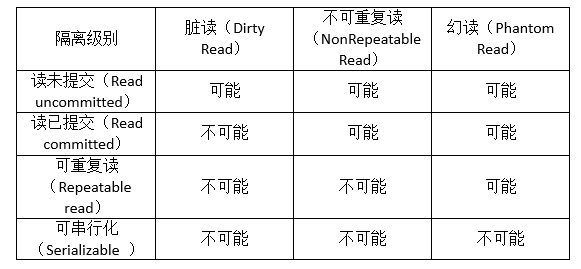 隔离级别
脏读（Dirty
Read）
不可重复读
（NonRepeatable
Read）
幻读（Phantom
Read）
读未提交（Read
uncommitted）
可能
可能
可能
读已提交（Read
committed）
不可能
可能
可能
可重复读
（Repeatable
read）
不可能
不可能
可能
可串行化
（Serializable ）
不可能
不可能
不可能